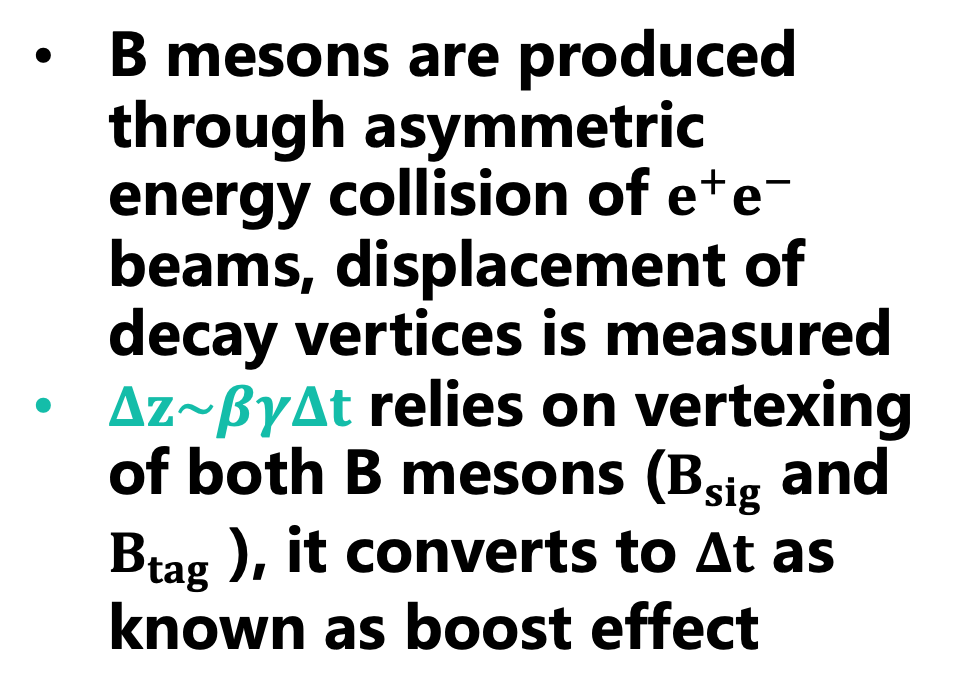 • B mesons are produced
through asymmetric
energy collision of e⁺e⁻
beams, displacement of
decay vertices is measured
• Δz~βγΔt relies on vertexing
of both B mesons (B_sig and
B_tag ), it converts to Δt as
known as boost effect